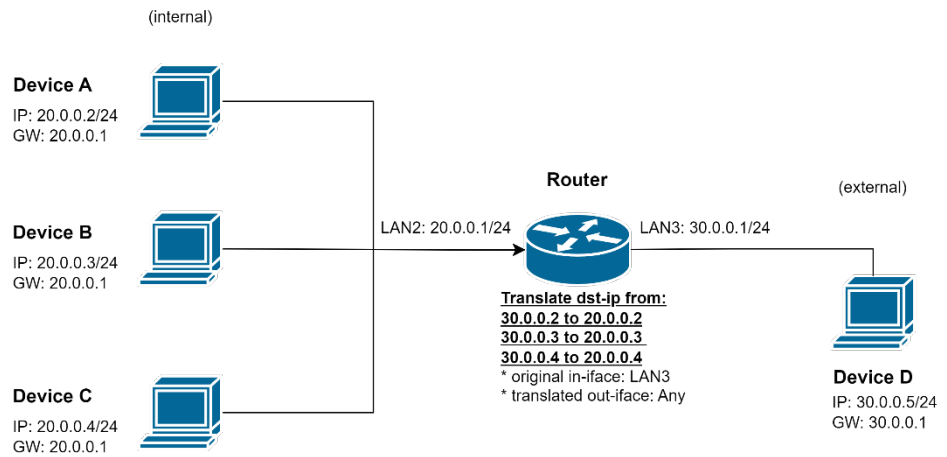 (internal)
Device A
IP: 20.0.0.2/24
GW: 20.0.0.1
Device B
IP: 20.0.0.3/24
GW: 20.0.0.1
Device C
IP: 20.0.0.4/24
GW: 20.0.0.1
LAN2: 20.0.0.1/24
Router
LAN3: 30.0.0.1/24
Translate dst-ip from:
30.0.0.2 to 20.0.0.2
30.0.0.3 to 20.0.0.3
30.0.0.4 to 20.0.0.4
* original in-iface: LAN3
* translated out-iface: Any
(external)
Device D
IP: 30.0.0.5/24
GW: 30.0.0.1